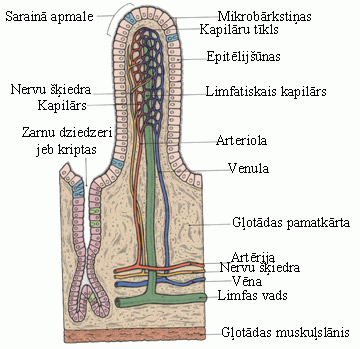 Sarainā apmale
Mikrobārkstiņas
Kapilāru tīkls
Epitēlijšūnas
Nervu šķiedra
Limfatiskais kapilārs
Kapilārs
Zarnu dziedzeri
jeb kriptas
Arteriola
Venula
Gļotādas pamatkārta
Artērija
Nervu šķiedra
Vēna
Limfas vads
Gļotādas muskuļslānis